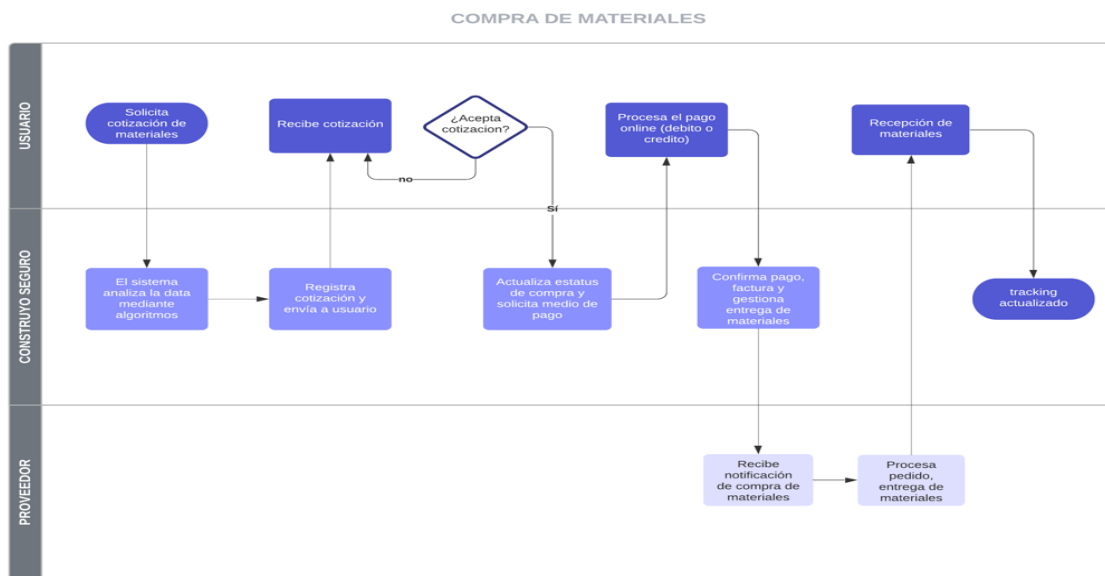 COMPRA DE MATERIALES
USUARIO
Solicita
cotización de
materiales
Recibe cotización
¿Acepta
cotizacion?
no
Sí
Procesa el pago
online (debito o
credito)
Recepción de
materiales
CONSTRUYO SEGURO
El sistema
analiza la data
mediante
algoritmos
Registra
cotización y
envía a usuario
Actualiza estatus
de compra y
solicita medio de
pago
Confirma pago,
factura y
gestiona
entrega de
materiales
tracking
actualizado
PROVEEDOR
Recibe
notificación
de compra de
materiales
Procesa
pedido,
entrega de
materiales